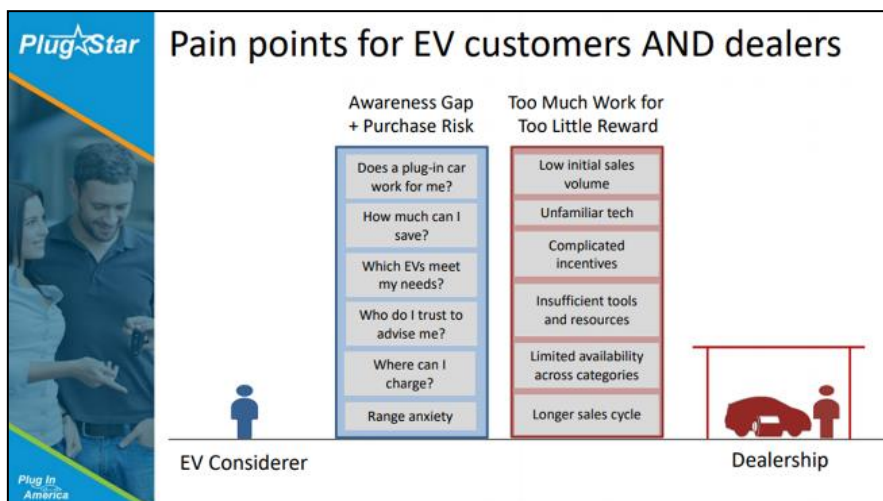 Plug Star
Pain points for EV customers AND dealers
Awareness Gap
+ Purchase Risk
Does a plug-in car
work for me?
How much can I
save?
Which EVs meet
my needs?
Who do I trust to
advise me?
Where can I
charge?
Range anxiety
Too Much Work for
Too Little Reward
Low initial sales
volume
Unfamiliar tech
Complicated
incentives
Insufficient tools
and resources
Limited availability
across categories
Longer sales cycle
EV Considerer
Dealership
Plug In
America